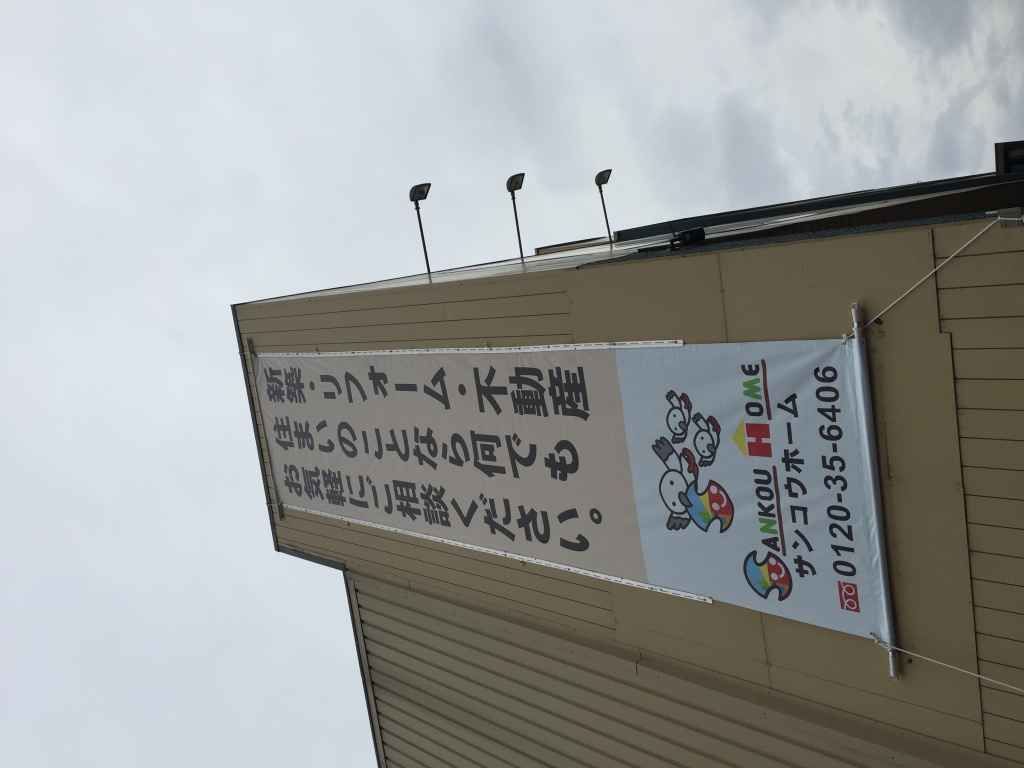 新築・リフォーム・不動産
住まいのことなら何でも
お気軽にご相談ください。
SANKOU HOME
サンコウホーム
0120-35-6406